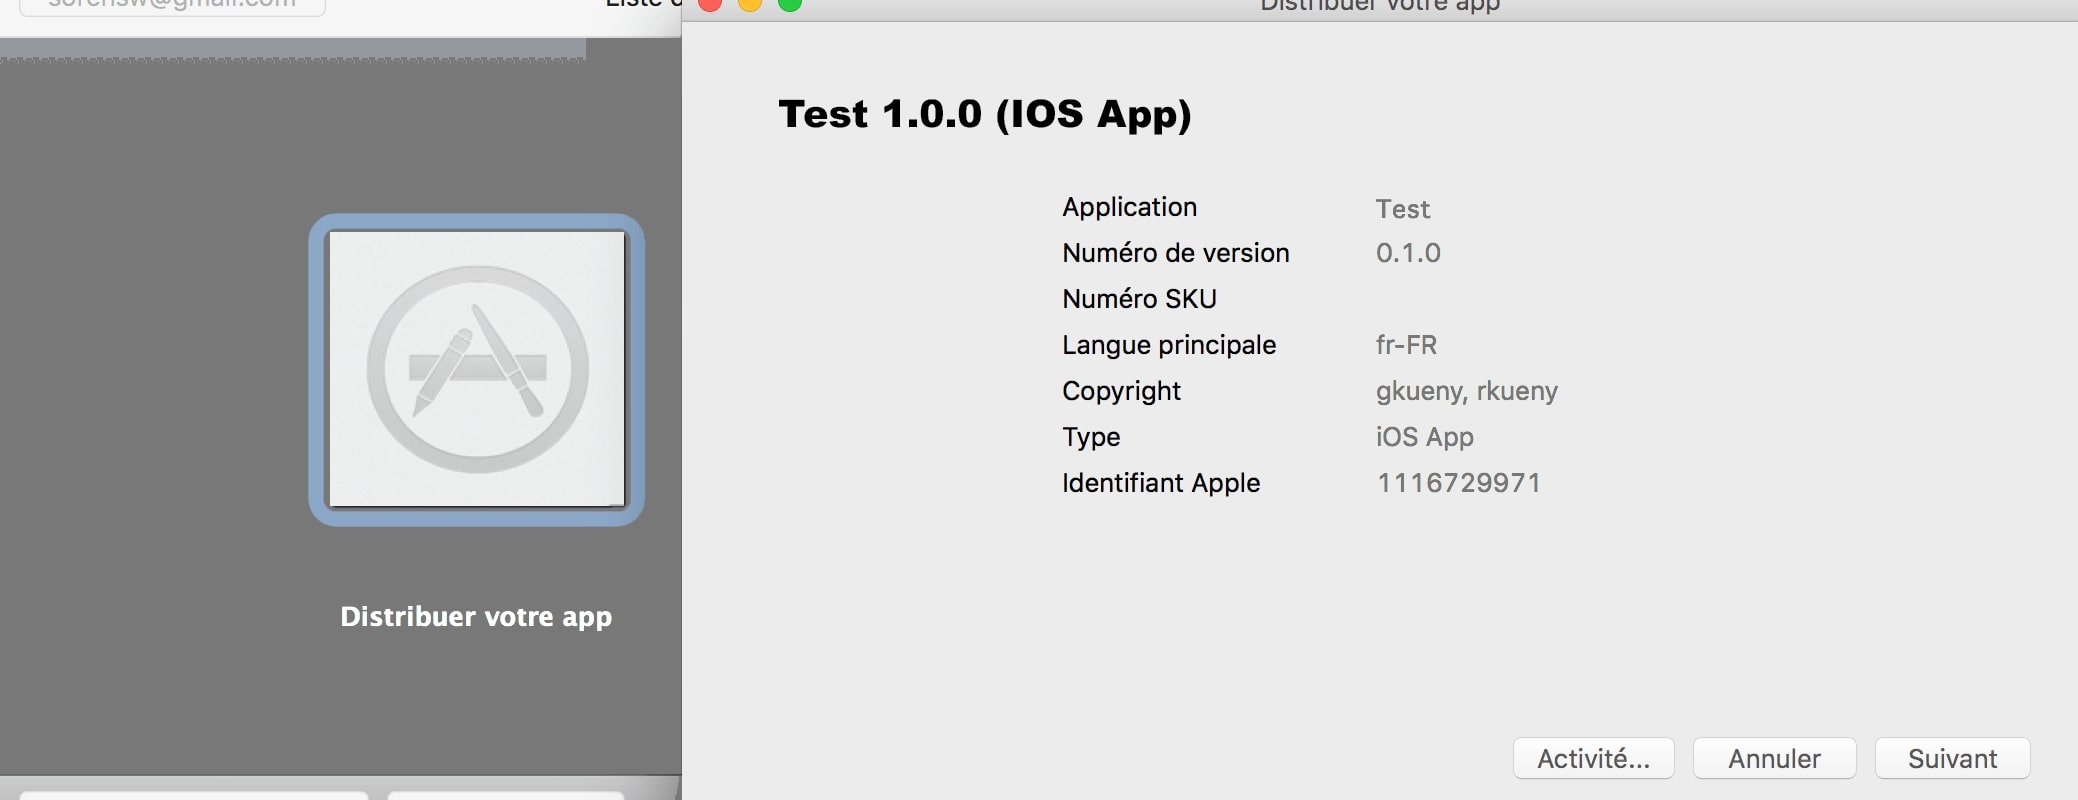 sorensw@gmail.com
Liste
Distribuer votre app
Test 1.0.0 (IOS App)
Application Test
Numéro de version 0.1.0
Numéro SKU
Langue principale fr-FR
Copyright gkueny, rkueny
Type iOS App
Identifiant Apple 1116729971
Distribuer votre app
Activité... Annuler Suivant